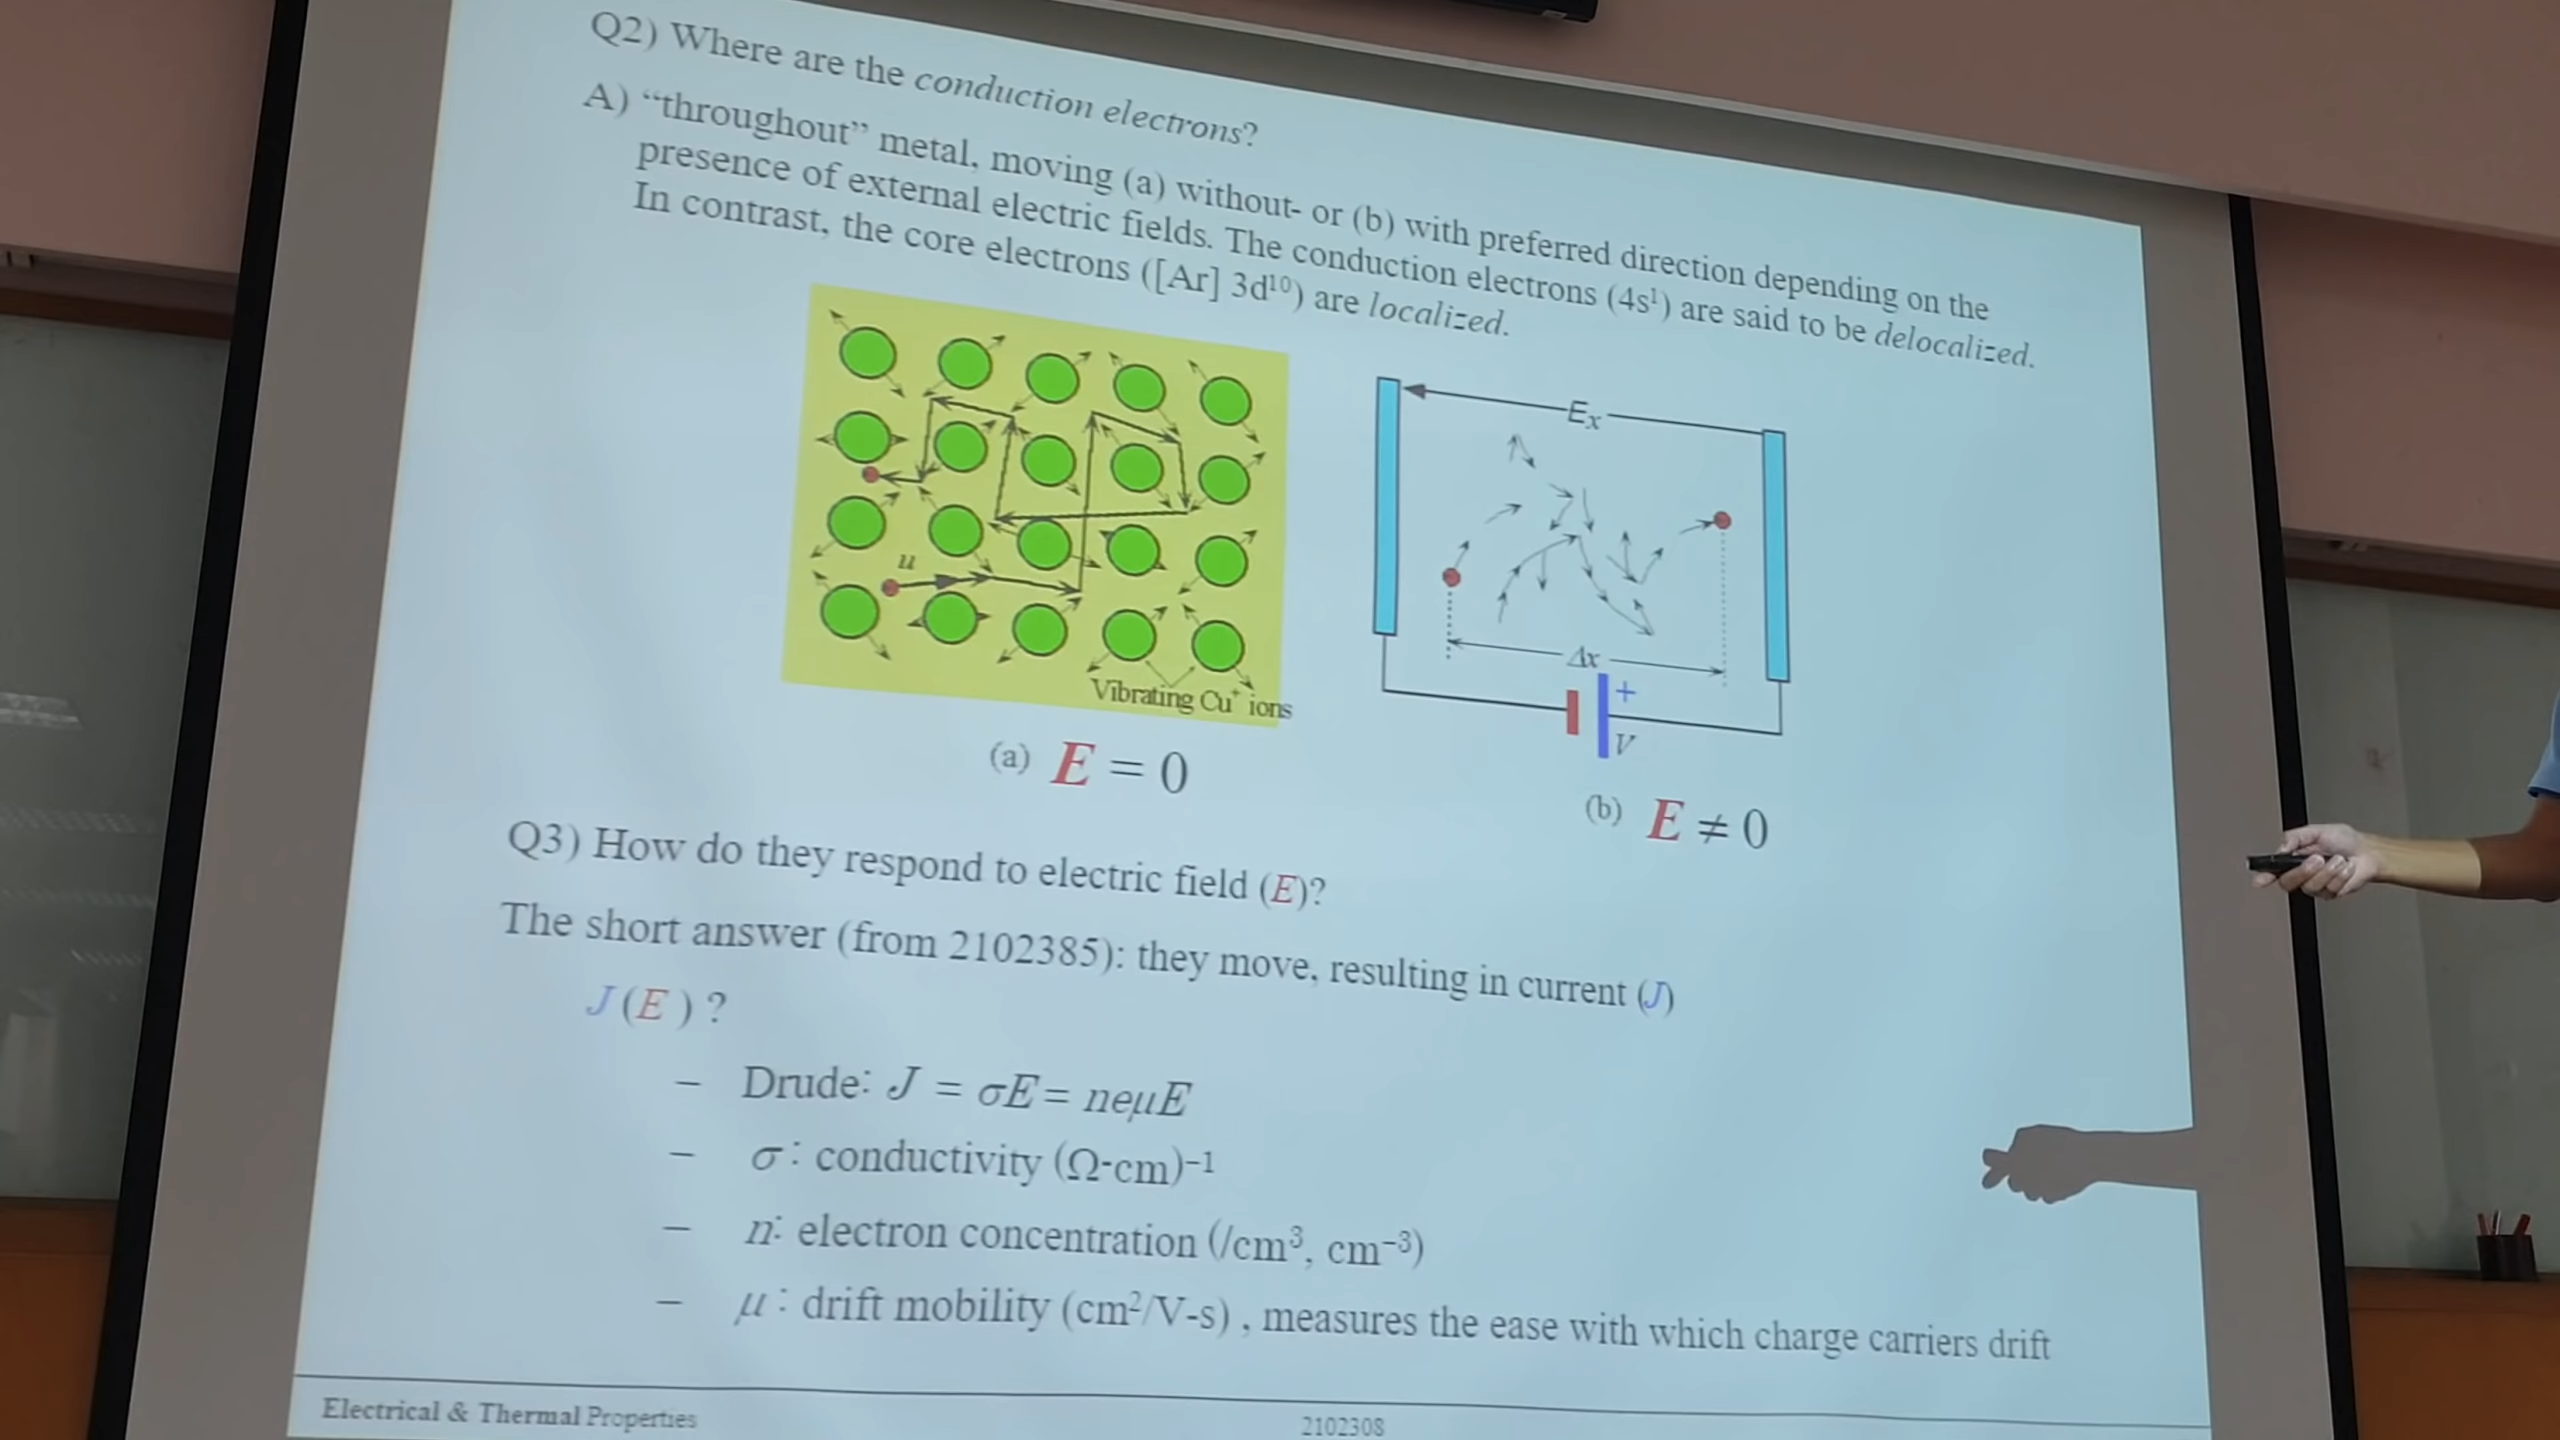 Q2) Where are the conduction electrons?
A) “throughout” metal, moving (a) without- or (b) with preferred direction depending on the
presence of external electric fields. The conduction electrons (4s¹) are said to be delocalized.
In contrast, the core electrons ([Ar] 3d¹⁰) are localized.
u
Vibrating Cu⁺ ions
(a) E = 0
Eₓ
Δx
+
V
(b) E ≠ 0
Q3) How do they respond to electric field (E)?
The short answer (from 2102385): they move, resulting in current (J)
J(E)?
– Drude: J = σE = neμE
– σ: conductivity (Ω-cm)⁻¹
– n: electron concentration (/cm³, cm⁻³)
– μ: drift mobility (cm²/V-s) , measures the ease with which charge carriers drift
Electrical & Thermal Properties
2102308